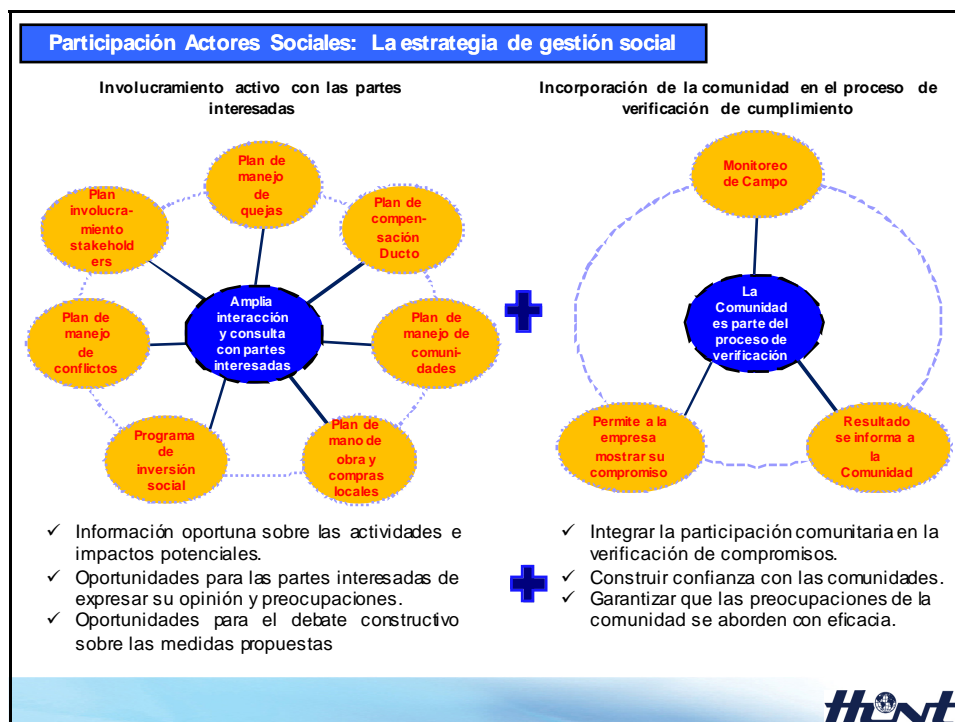 Participación Actores Sociales: La estrategia de gestión social
Involucramiento activo con las partes
interesadas
Plan de
manejo
de
quejas
Plan
involucra-
miento
stakehold
ers
Plan de
compen-
sación
Ducto
Amplia
interacción
y consulta
con partes
interesadas
Plan de
manejo
de
conflictos
Plan de
manejo de
comuni-
dades
Programa
de
inversión
social
Plan de
mano de
obra y
compras
locales
Información oportuna sobre las actividades e
impactos potenciales.
Oportunidades para las partes interesadas de
expresar su opinión y preocupaciones.
Oportunidades para el debate constructivo
sobre las medidas propuestas
Incorporación de la comunidad en el proceso de
verificación de cumplimiento
Monitoreo
de Campo
La
Comunidad
es parte del
proceso de
verificación
Permite a la
empresa
mostrar su
compromiso
Resultado
se informa a
la
Comunidad
Integrar la participación comunitaria en la
verificación de compromisos.
Construir confianza con las comunidades.
Garantizar que las preocupaciones de la
comunidad se aborden con eficacia.
Hunt